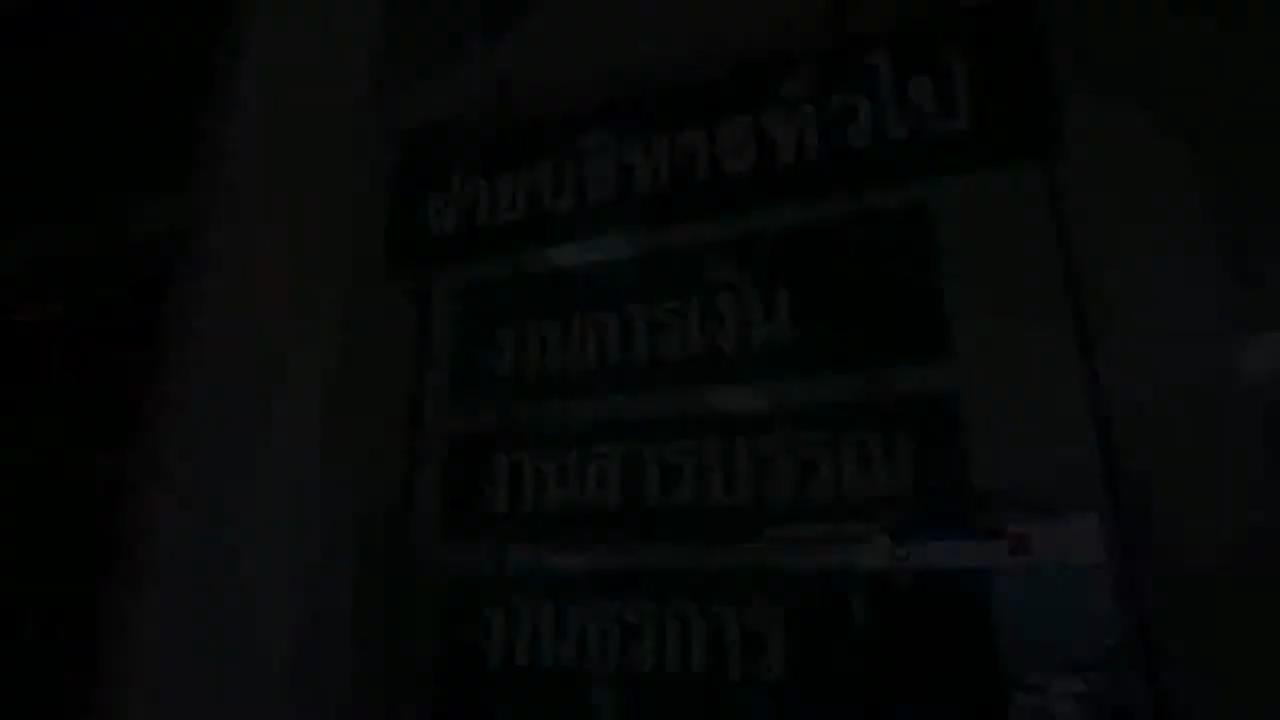 ฝ่ายบริหารทั่วไป
งานการเงิน
งานสารบรรณ
งานธุรการ